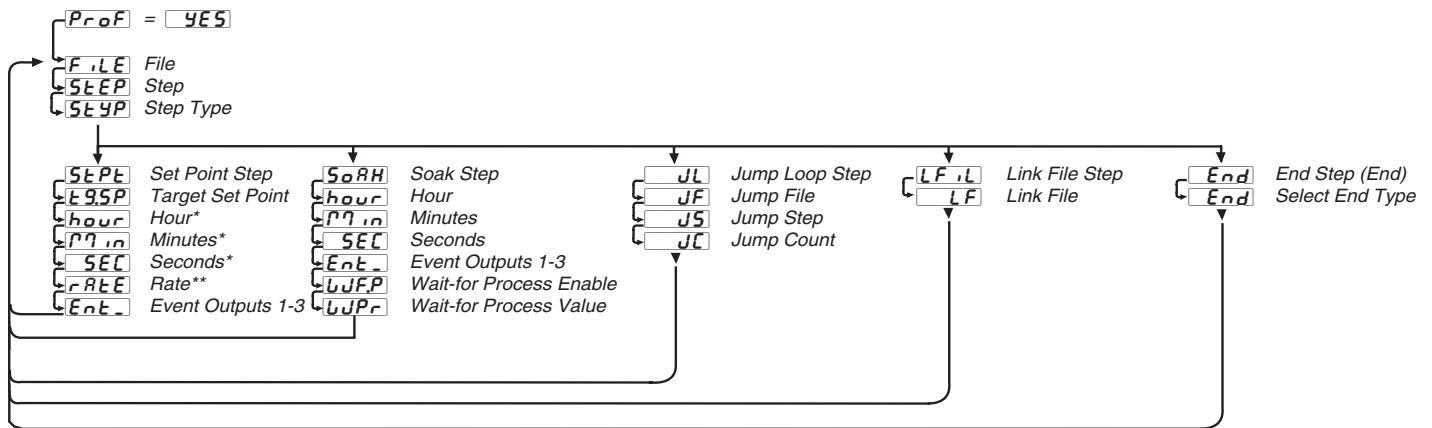 ProF = YES
FiLE File
StEP Step
StYP Step Type
StPt Set Point Step
tg.SP Target Set Point
hour Hour*
Min Minutes*
SEC Seconds*
rAtE Rate**
Ent_ Event Outputs 1-3
SoAH Soak Step
hour Hour
Min Minutes
SEC Seconds
Ent_ Event Outputs 1-3
WF.P Wait-for Process Enable
WPr Wait-for Process Value
JL Jump Loop Step
JF Jump File
JS Jump Step
JC Jump Count
LFiL Link File Step
LF Link File
End End Step (End)
End Select End Type